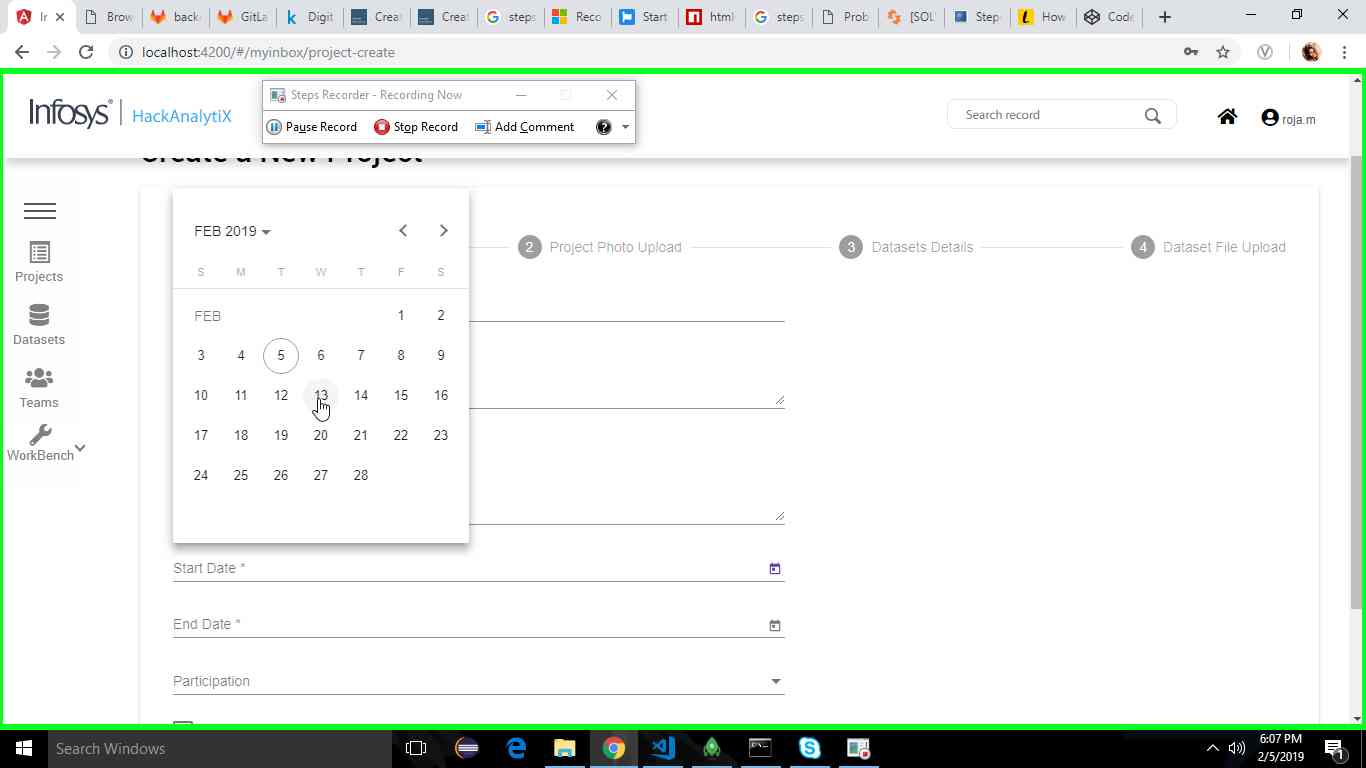 Ir
Brow
back
GitLa
Digit
Creat
Creat
steps
Reco
Start
html
steps
Prob
[SOL
Step
How
Code
localhost:4200/#/myinbox/project-create
Steps Recorder - Recording Now
Pause Record
Stop Record
Add Comment
Infosys®
HackAnalytiX
Search record
roja.m
Create a New Project
FEB 2019
2
Project Photo Upload
3
Datasets Details
4
Dataset File Upload
S M T W T F S
FEB 1 2
3 4 5 6 7 8 9
10 11 12 13 14 15 16
17 18 19 20 21 22 23
24 25 26 27 28
Projects
Datasets
Teams
WorkBench
Start Date *
End Date *
Participation
Search Windows
6:07 PM
2/5/2019
1